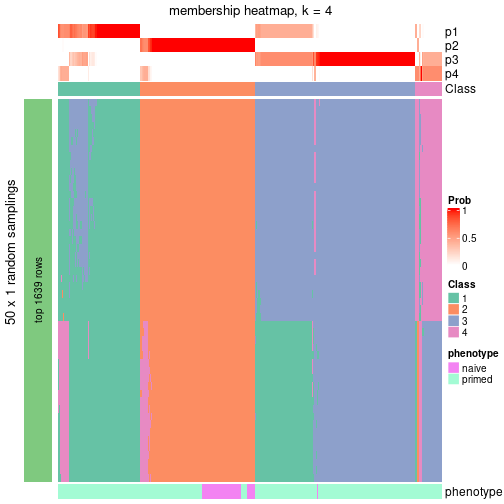 membership heatmap, k = 4
p1
p2
p3
p4
Class
50 x 1 random samplings
top 1639 rows
Prob
1
0.5
0
Class
1
2
3
4
phenotype
naive
primed
phenotype